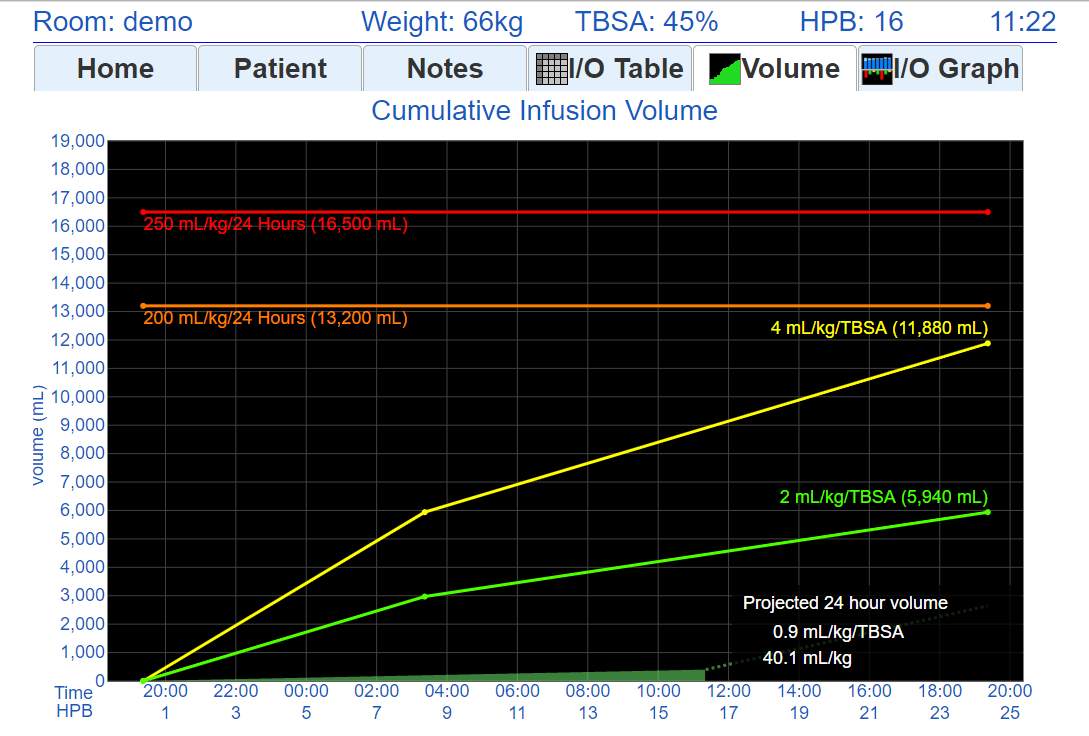 Room: demo Weight: 66kg TBSA: 45% HPB: 16 11:22
Home Patient Notes I/O Table Volume I/O Graph
Cumulative Infusion Volume
19,000
18,000
17,000
16,000
15,000
14,000
13,000
12,000
11,000
10,000
9,000
8,000
7,000
6,000
5,000
4,000
3,000
2,000
1,000
0
volume (mL)
250 mL/kg/24 Hours (16,500 mL)
200 mL/kg/24 Hours (13,200 mL)
4 mL/kg/TBSA (11,880 mL)
2 mL/kg/TBSA (5,940 mL)
Projected 24 hour volume
0.9 mL/kg/TBSA
40.1 mL/kg
Time 20:00 22:00 00:00 02:00 04:00 06:00 08:00 10:00 12:00 14:00 16:00 18:00 20:00
HPB 1 3 5 7 9 11 13 15 17 19 21 23 25